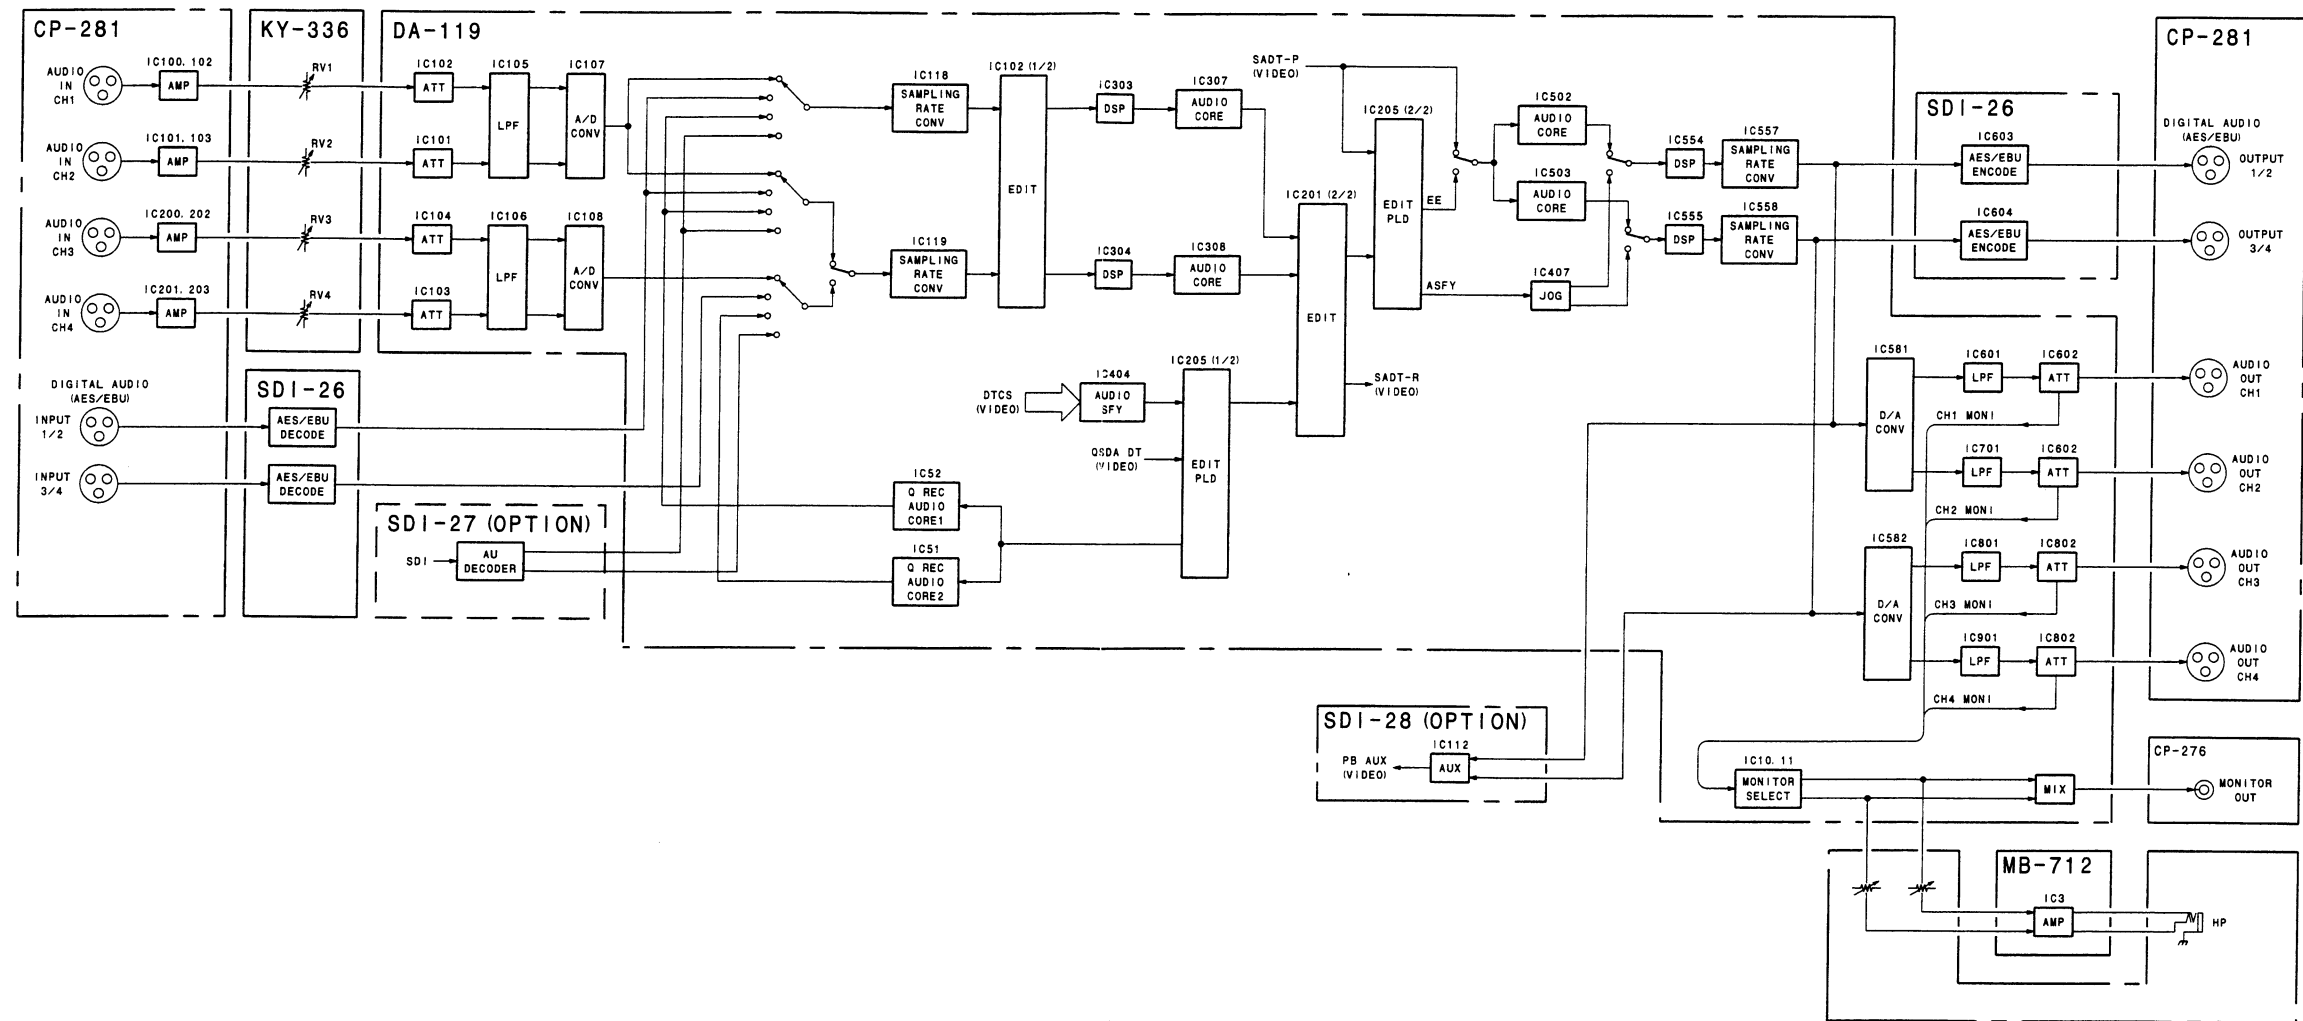 CP-281
AUDIO
IN
CH1
IC100. 102
AMP
AUDIO
IN
CH2
IC101. 103
AMP
AUDIO
IN
CH3
IC200. 202
AMP
AUDIO
IN
CH4
IC201. 203
AMP
DIGITAL AUDIO
(AES/EBU)
INPUT
1/2
INPUT
3/4
KY-336
RV1
RV2
RV3
RV4
SDI-26
AES/EBU
DECODE
AES/EBU
DECODE
SDI-27 (OPTION)
SDI
AU
DECODER
DA-119
IC102
ATT
IC101
ATT
IC105
LPF
IC107
A/D
CONV
IC104
ATT
IC103
ATT
IC106
LPF
IC108
A/D
CONV
IC118
SAMPLING
RATE
CONV
IC119
SAMPLING
RATE
CONV
IC102 (1/2)
EDIT
IC303
DSP
IC307
AUDIO
CORE
IC304
DSP
IC308
AUDIO
CORE
DTCS
(VIDEO)
IC404
AUDIO
SFY
QSDA DT
(VIDEO)
IC205 (1/2)
EDIT
PLD
IC52
Q REC
AUDIO
CORE1
IC51
Q REC
AUDIO
CORE2
SADT-P
(VIDEO)
IC201 (2/2)
EDIT
SADT-R
(VIDEO)
IC205 (2/2)
EDIT
PLD
EE
ASFY
IC502
AUDIO
CORE
IC503
AUDIO
CORE
IC407
JOG
IC554
DSP
IC555
DSP
IC557
SAMPLING
RATE
CONV
IC558
SAMPLING
RATE
CONV
SDI-26
IC603
AES/EBU
ENCODE
IC604
AES/EBU
ENCODE
CP-281
DIGITAL AUDIO
(AES/EBU)
OUTPUT
1/2
OUTPUT
3/4
IC581
D/A
CONV
IC601
LPF
IC602
ATT
CH1 MONI
AUDIO
OUT
CH1
IC701
LPF
IC602
ATT
CH2 MONI
AUDIO
OUT
CH2
IC582
D/A
CONV
IC801
LPF
IC802
ATT
CH3 MONI
AUDIO
OUT
CH3
IC901
LPF
IC802
ATT
CH4 MONI
AUDIO
OUT
CH4
SDI-28 (OPTION)
PB AUX
(VIDEO)
IC112
AUX
IC10. 11
MONITOR
SELECT
MIX
CP-276
MONITOR
OUT
MB-712
IC3
AMP
HP